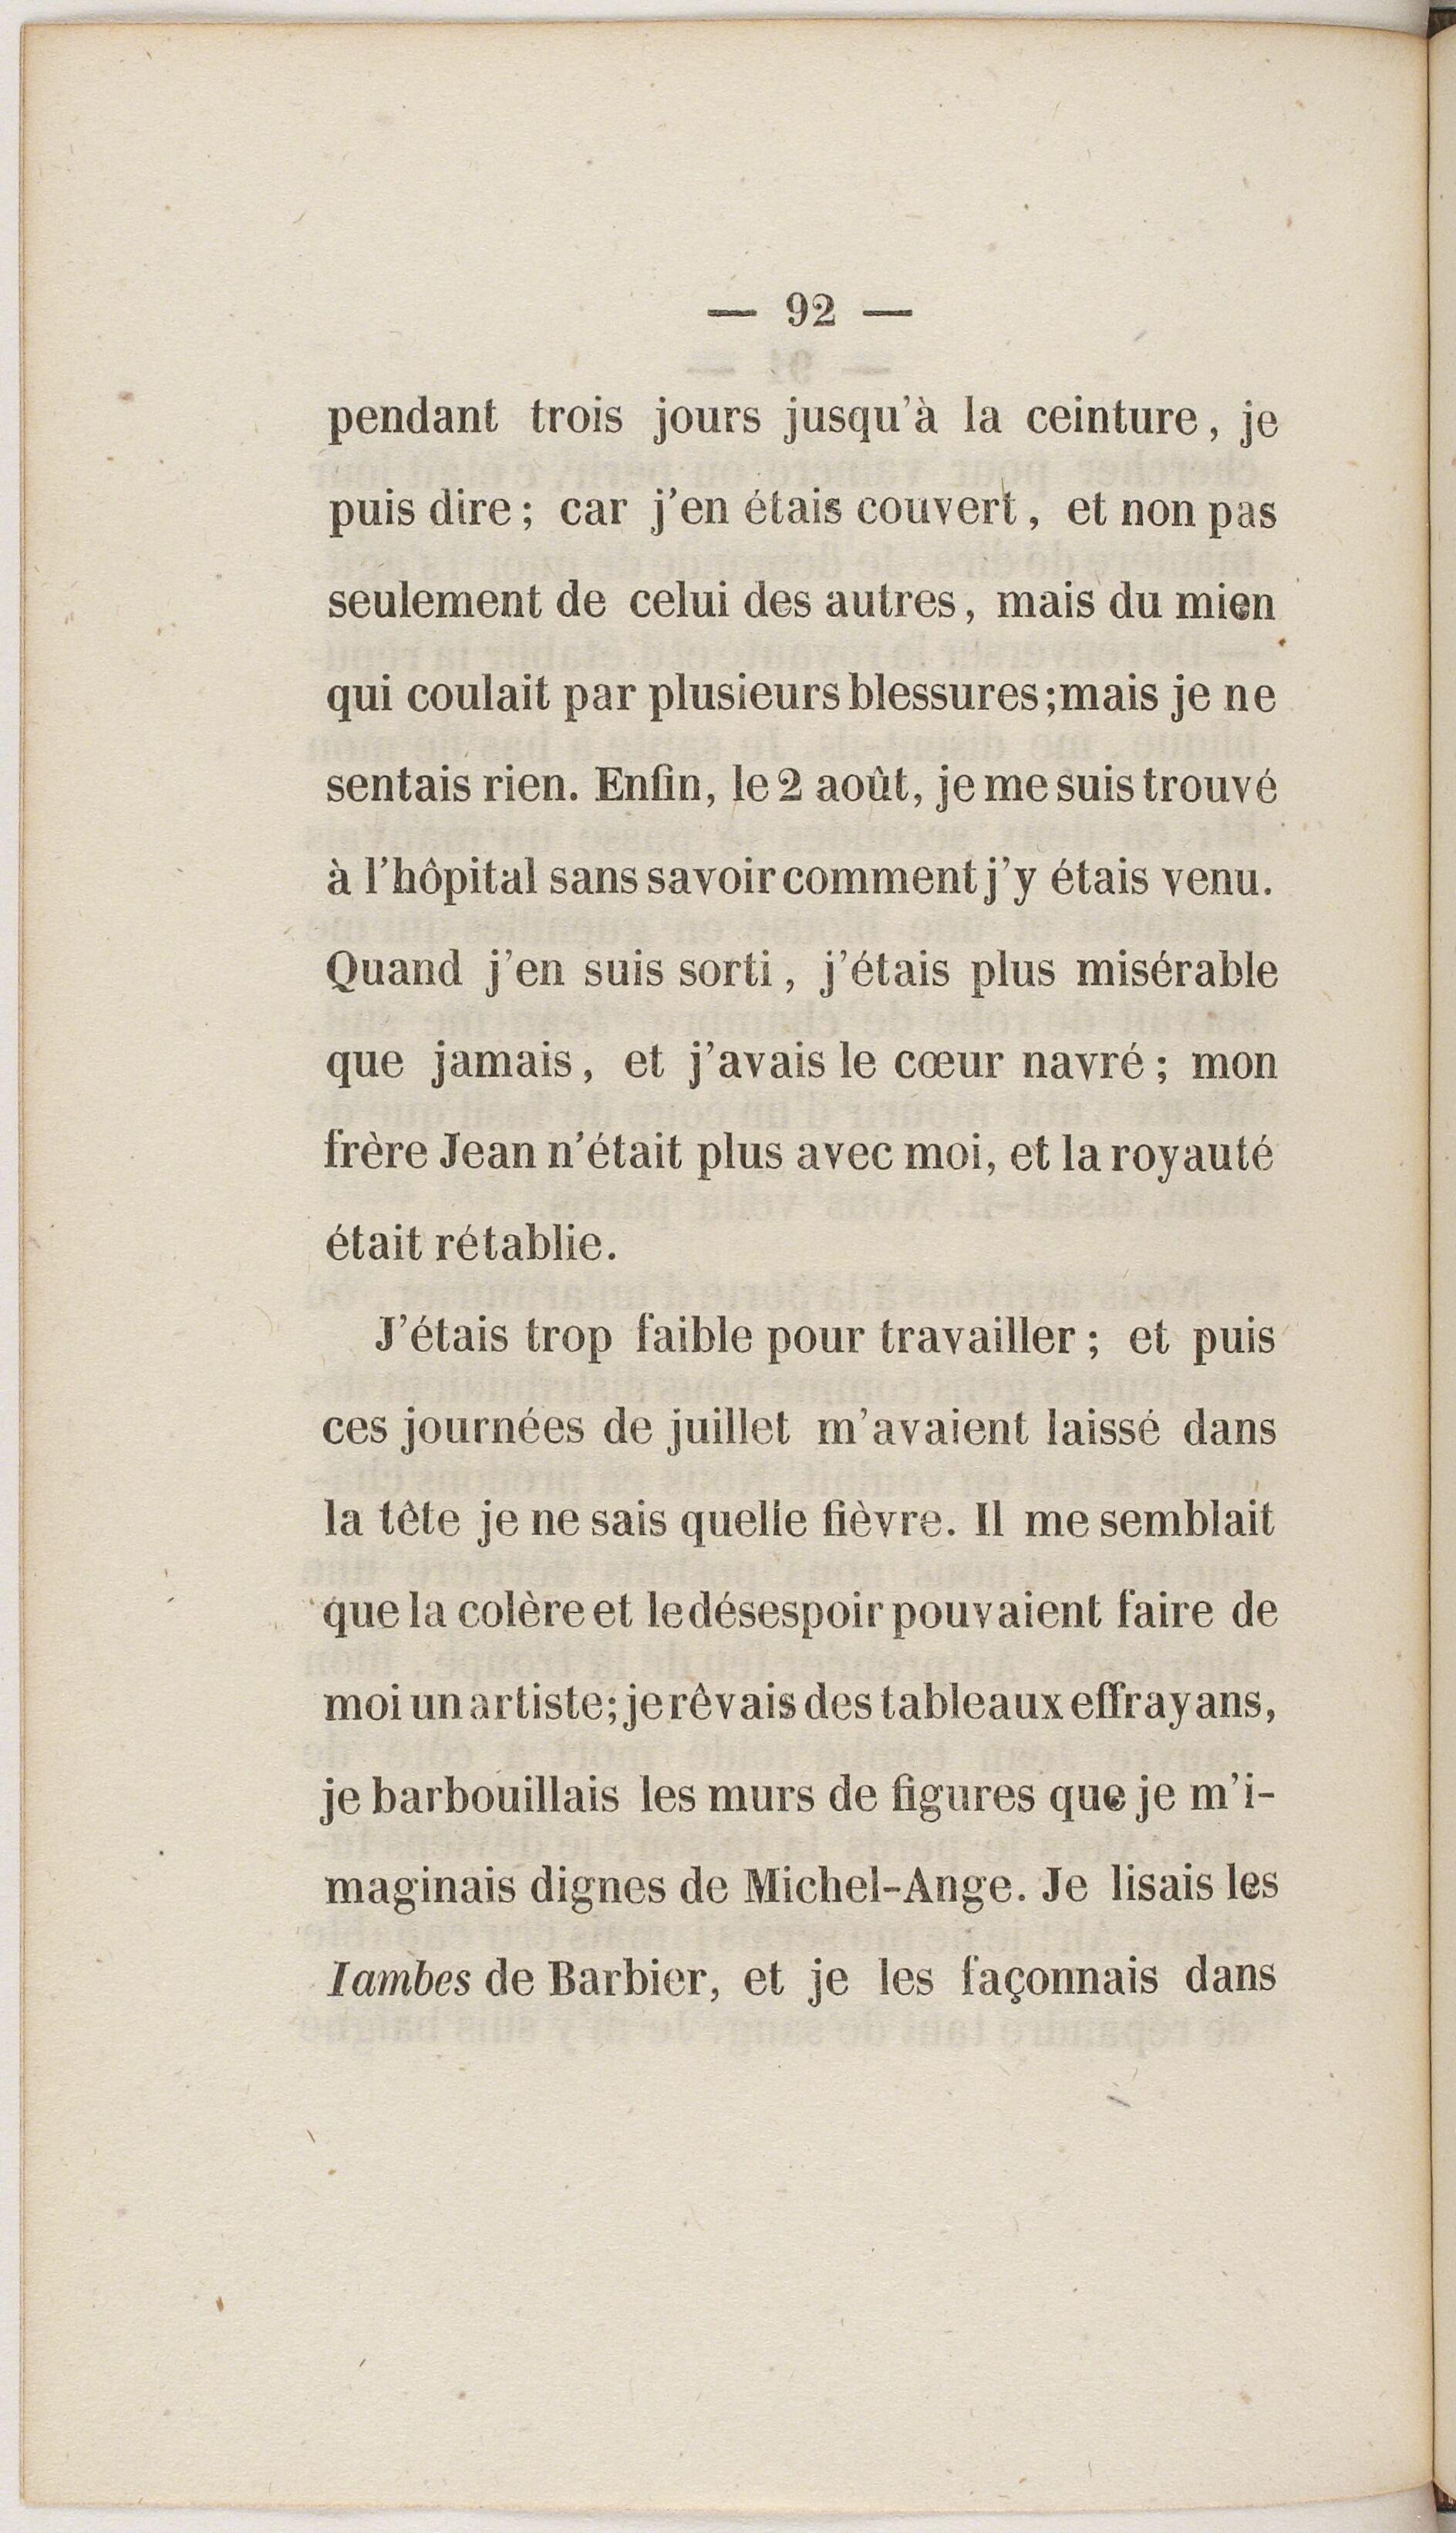 — 92 —
pendant trois jours jusqu'à la ceinture, je
puis dire; car j'en étais couvert, et non pas
seulement de celui des autres, mais du mien
qui coulait par plusieurs blessures; mais je ne
sentais rien. Enfin, le 2 août, je me suis trouvé
à l'hôpital sans savoir comment j'y étais venu.
Quand j'en suis sorti, j'étais plus misérable
que jamais, et j'avais le cœur navré; mon
frère Jean n'était plus avec moi, et la royauté
était rétablie.
J'étais trop faible pour travailler; et puis
ces journées de juillet m'avaient laissé dans
la tête je ne sais quelle fièvre. Il me semblait
que la colère et le désespoir pouvaient faire de
moi un artiste; je rêvais des tableaux effrayans,
je barbouillais les murs de figures que je m'i-
maginais dignes de Michel-Ange. Je lisais les
Iambes de Barbier, et je les façonnais dans